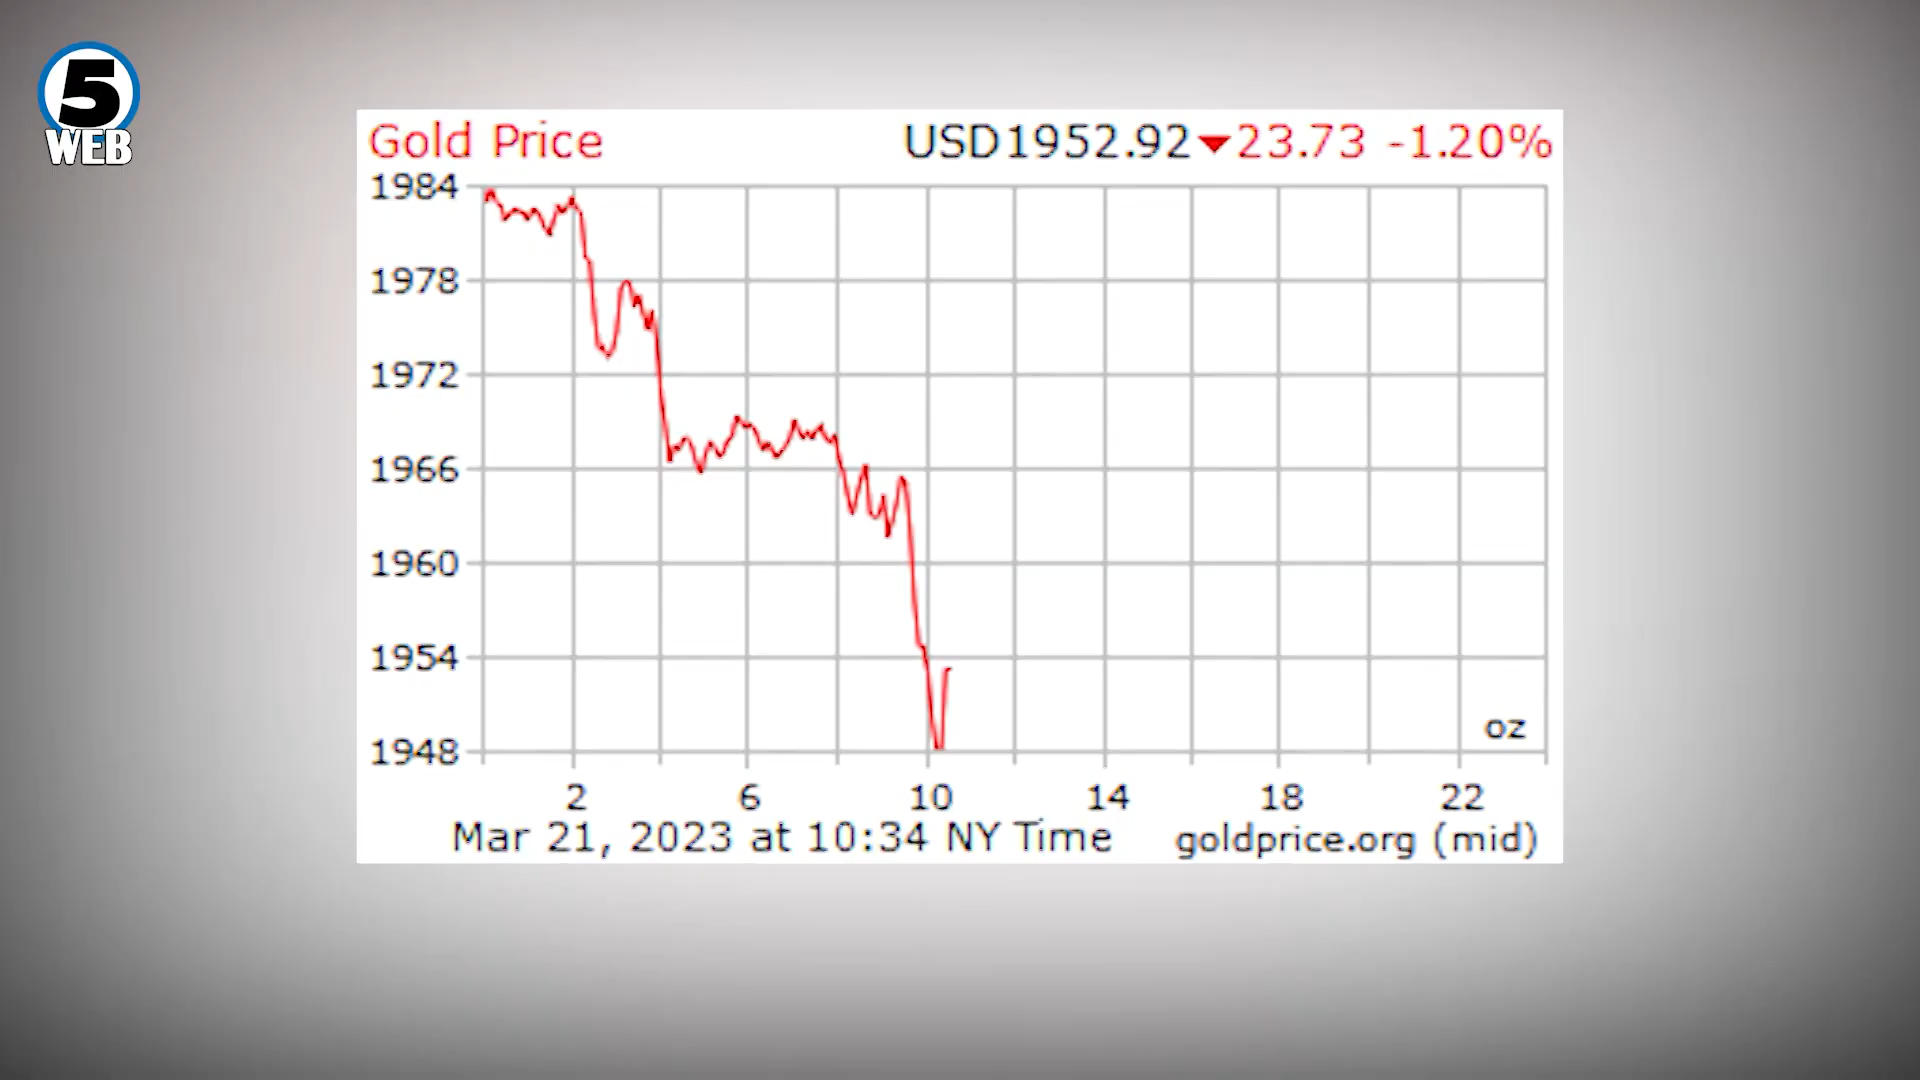 5
WEB
Gold Price USD1952.92▼23.73 -1.20%
1984
1978
1972
1966
1960
1954
oz
1948
2 6 10 14 18 22
Mar 21, 2023 at 10:34 NY Time goldprice.org (mid)